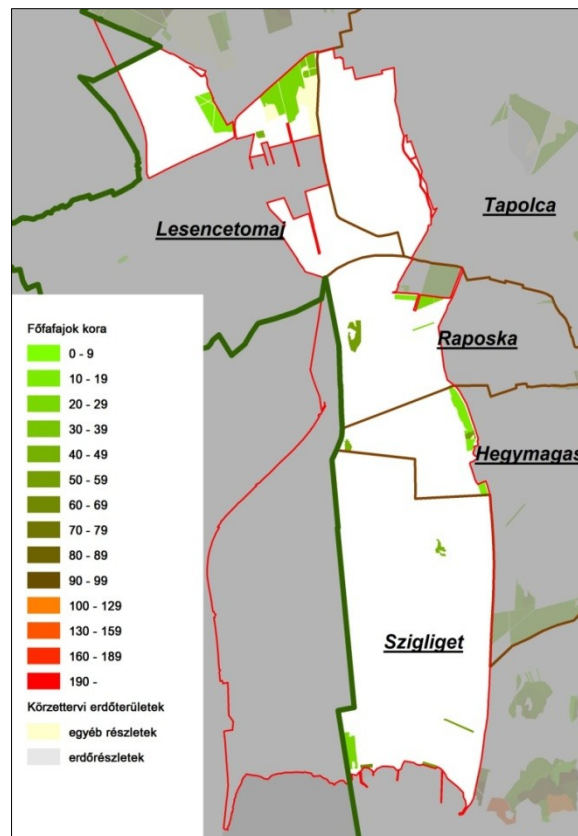 Tapolca
Lesencetomaj
Raposka
Hegymagas
Szigliget
Főfafajok kora
0 - 9
10 - 19
20 - 29
30 - 39
40 - 49
50 - 59
60 - 69
70 - 79
80 - 89
90 - 99
100 - 129
130 - 159
160 - 189
190 -
Körzettervi erdőterületek
egyéb részletek
erdőrészletek